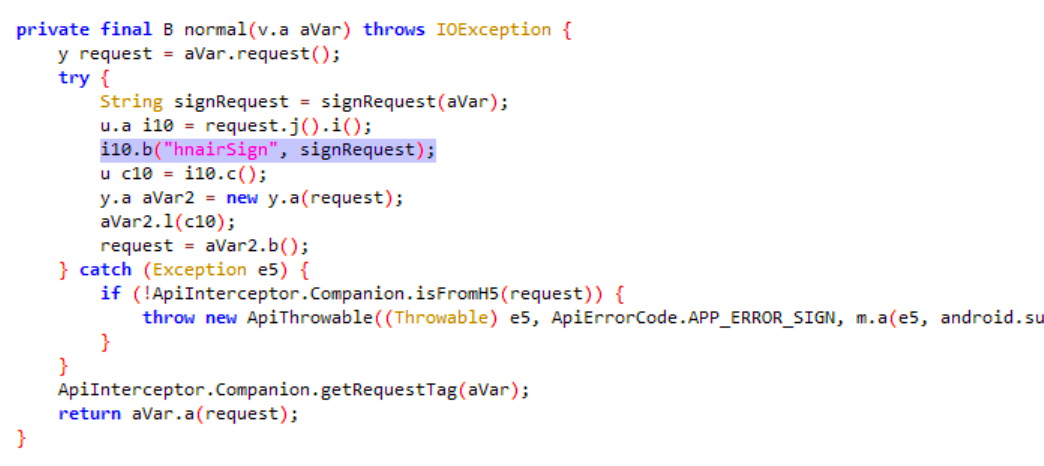 private final B normal(v.a aVar) throws IOException {
    y request = aVar.request();
    try {
        String signRequest = signRequest(aVar);
        u.a i10 = request.j().i();
        i10.b("hnairSign", signRequest);
        u c10 = i10.c();
        y.a aVar2 = new y.a(request);
        aVar2.l(c10);
        request = aVar2.b();
    } catch (Exception e5) {
        if (!ApiInterceptor.Companion.isFromH5(request)) {
            throw new ApiThrowable((Throwable) e5, ApiErrorCode.APP_ERROR_SIGN, m.a(e5, android.su
        }
    }
    ApiInterceptor.Companion.getRequestTag(aVar);
    return aVar.a(request);
}